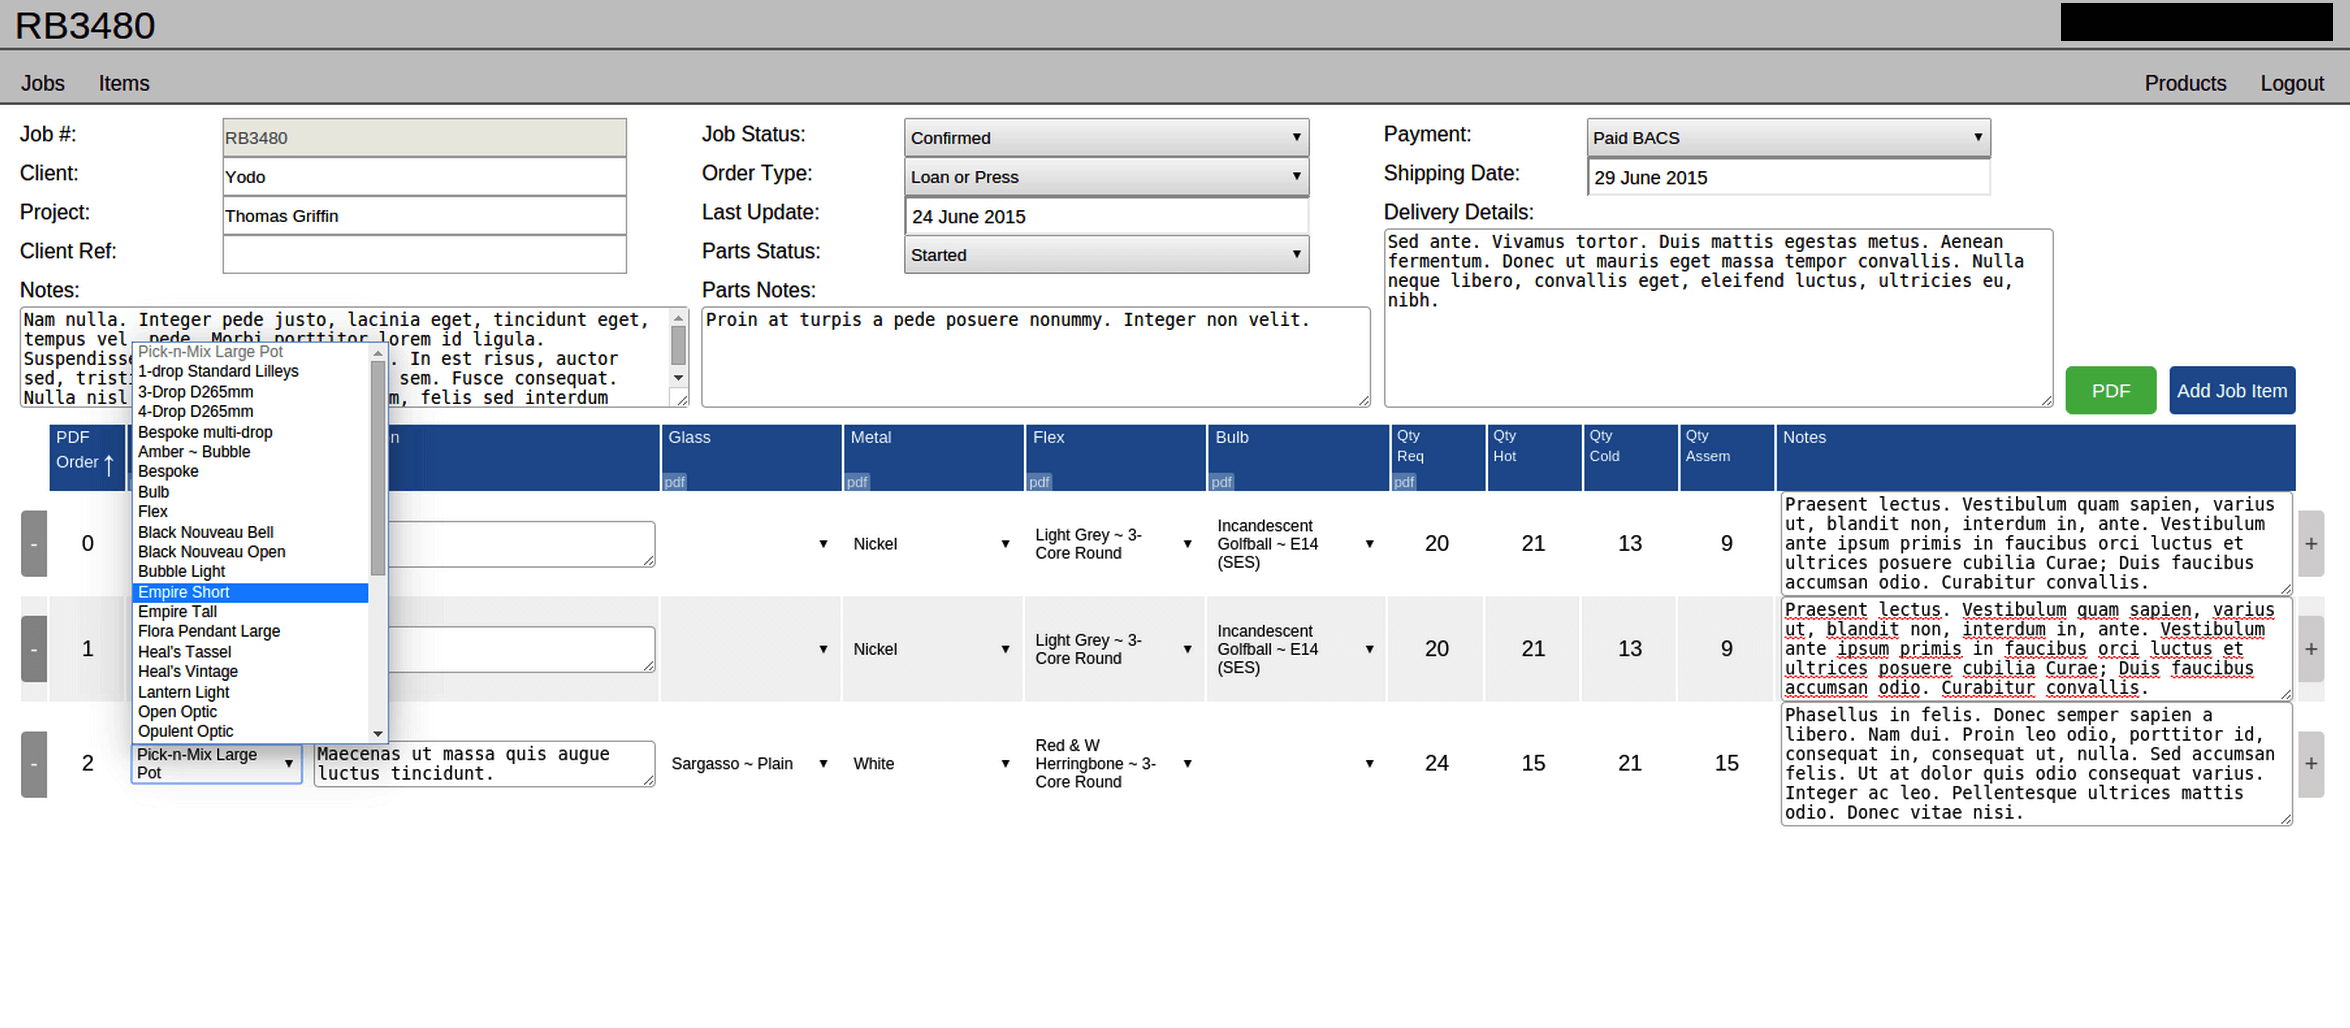 RB3480
Jobs Items Products Logout
Job #: RB3480 Job Status: Confirmed Payment: Paid BACS
Client: Yodo Order Type: Loan or Press Shipping Date: 29 June 2015
Project: Thomas Griffin Last Update: 24 June 2015 Delivery Details:
Client Ref: Parts Status: Started
Sed ante. Vivamus tortor. Duis mattis egestas metus. Aenean
fermentum. Donec ut mauris eget massa tempor convallis. Nulla
neque libero, convallis eget, eleifend luctus, ultricies eu,
nibh.
Notes: Parts Notes:
Nam nulla. Integer pede justo, lacinia eget, tincidunt eget,
tempus vel, pede. Morbi porttitor lorem id ligula.
Suspendisse . In est risus, auctor
sed, tristi sem. Fusce consequat.
Nulla nisl m, felis sed interdum
Proin at turpis a pede posuere nonummy. Integer non velit.
PDF Add Job Item
Pick-n-Mix Large Pot
1-drop Standard Lilleys
3-Drop D265mm
4-Drop D265mm
Bespoke multi-drop
Amber ~ Bubble
Bespoke
Bulb
Flex
Black Nouveau Bell
Black Nouveau Open
Bubble Light
Empire Short
Empire Tall
Flora Pendant Large
Heal's Tassel
Heal's Vintage
Lantern Light
Open Optic
Opulent Optic
PDF n Glass Metal Flex Bulb Qty Qty Qty Qty Notes
Order ↑ Req Hot Cold Assem
pdf pdf pdf pdf pdf
- 0 Nickel Light Grey ~ 3-
Core Round
Incandescent
Golfball ~ E14
(SES)
20 21 13 9
Praesent lectus. Vestibulum quam sapien, varius
ut, blandit non, interdum in, ante. Vestibulum
ante ipsum primis in faucibus orci luctus et
ultrices posuere cubilia Curae; Duis faucibus
accumsan odio. Curabitur convallis.
+
- 1 Nickel Light Grey ~ 3-
Core Round
Incandescent
Golfball ~ E14
(SES)
20 21 13 9
Praesent lectus. Vestibulum quam sapien, varius
ut, blandit non, interdum in, ante. Vestibulum
ante ipsum primis in faucibus orci luctus et
ultrices posuere cubilia Curae; Duis faucibus
accumsan odio. Curabitur convallis.
+
- 2 Pick-n-Mix Large
Pot
Maecenas ut massa quis augue
luctus tincidunt.
Sargasso ~ Plain White Red & W
Herringbone ~ 3-
Core Round
24 15 21 15
Phasellus in felis. Donec semper sapien a
libero. Nam dui. Proin leo odio, porttitor id,
consequat in, consequat ut, nulla. Sed accumsan
felis. Ut at dolor quis odio consequat varius.
Integer ac leo. Pellentesque ultrices mattis
odio. Donec vitae nisi.
+